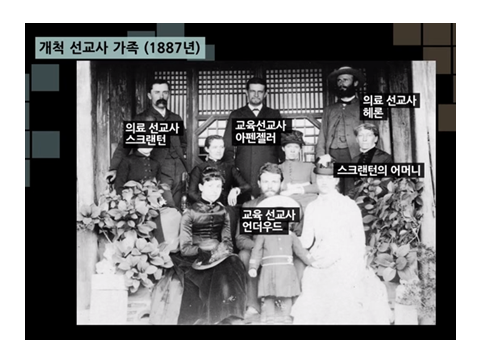 개척 선교사 가족 (1887년)
의료 선교사
헤론
의료 선교사
스크랜턴
교육선교사
아펜젤러
스크랜턴의 어머니
교육 선교사
언더우드